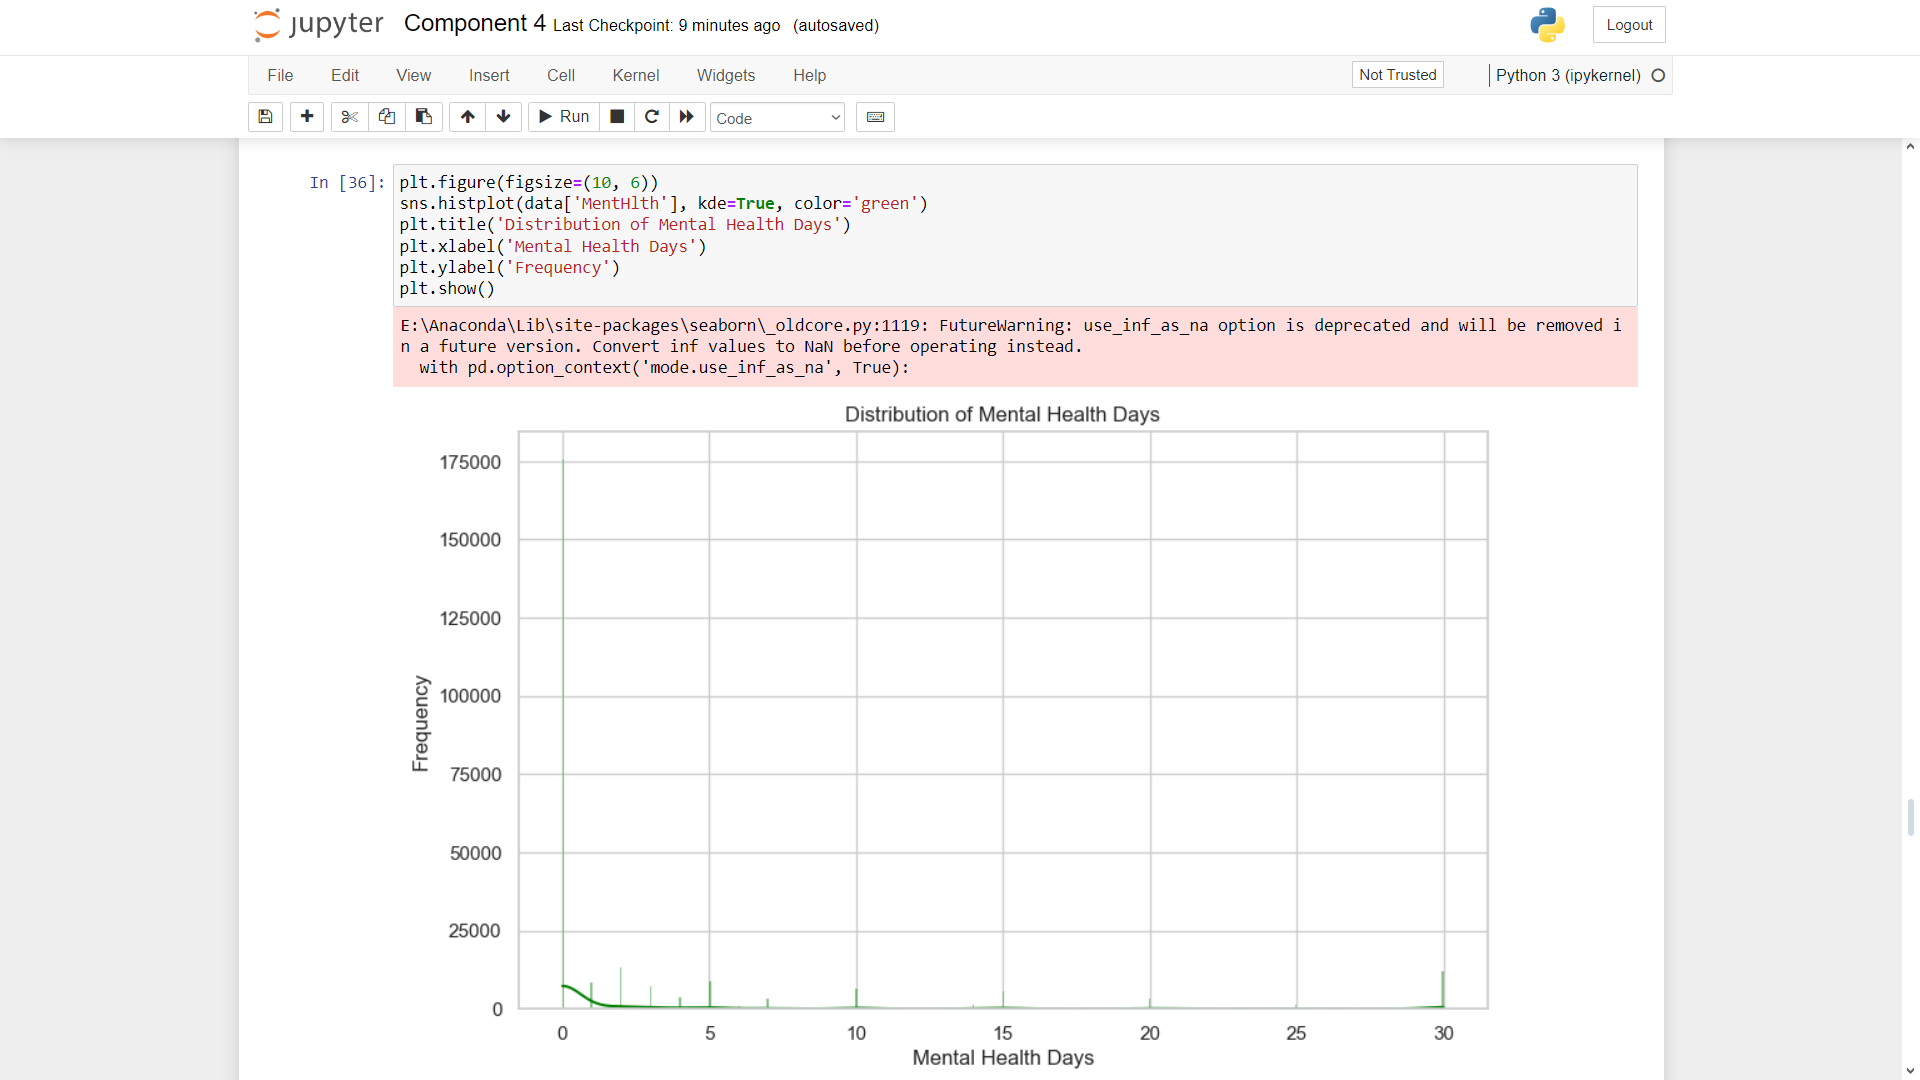 jupyter Component 4 Last Checkpoint: 9 minutes ago (autosaved)
Logout
File Edit View Insert Cell Kernel Widgets Help
Not Trusted
Python 3 (ipykernel)
Run
Code
In [36]:
plt.figure(figsize=(10, 6))
sns.histplot(data['MentHlth'], kde=True, color='green')
plt.title('Distribution of Mental Health Days')
plt.xlabel('Mental Health Days')
plt.ylabel('Frequency')
plt.show()
E:\Anaconda\Lib\site-packages\seaborn\_oldcore.py:1119: FutureWarning: use_inf_as_na option is deprecated and will be removed i
n a future version. Convert inf values to NaN before operating instead.
  with pd.option_context('mode.use_inf_as_na', True):
Distribution of Mental Health Days
175000
150000
125000
100000
75000
50000
25000
0
Frequency
0 5 10 15 20 25 30
Mental Health Days